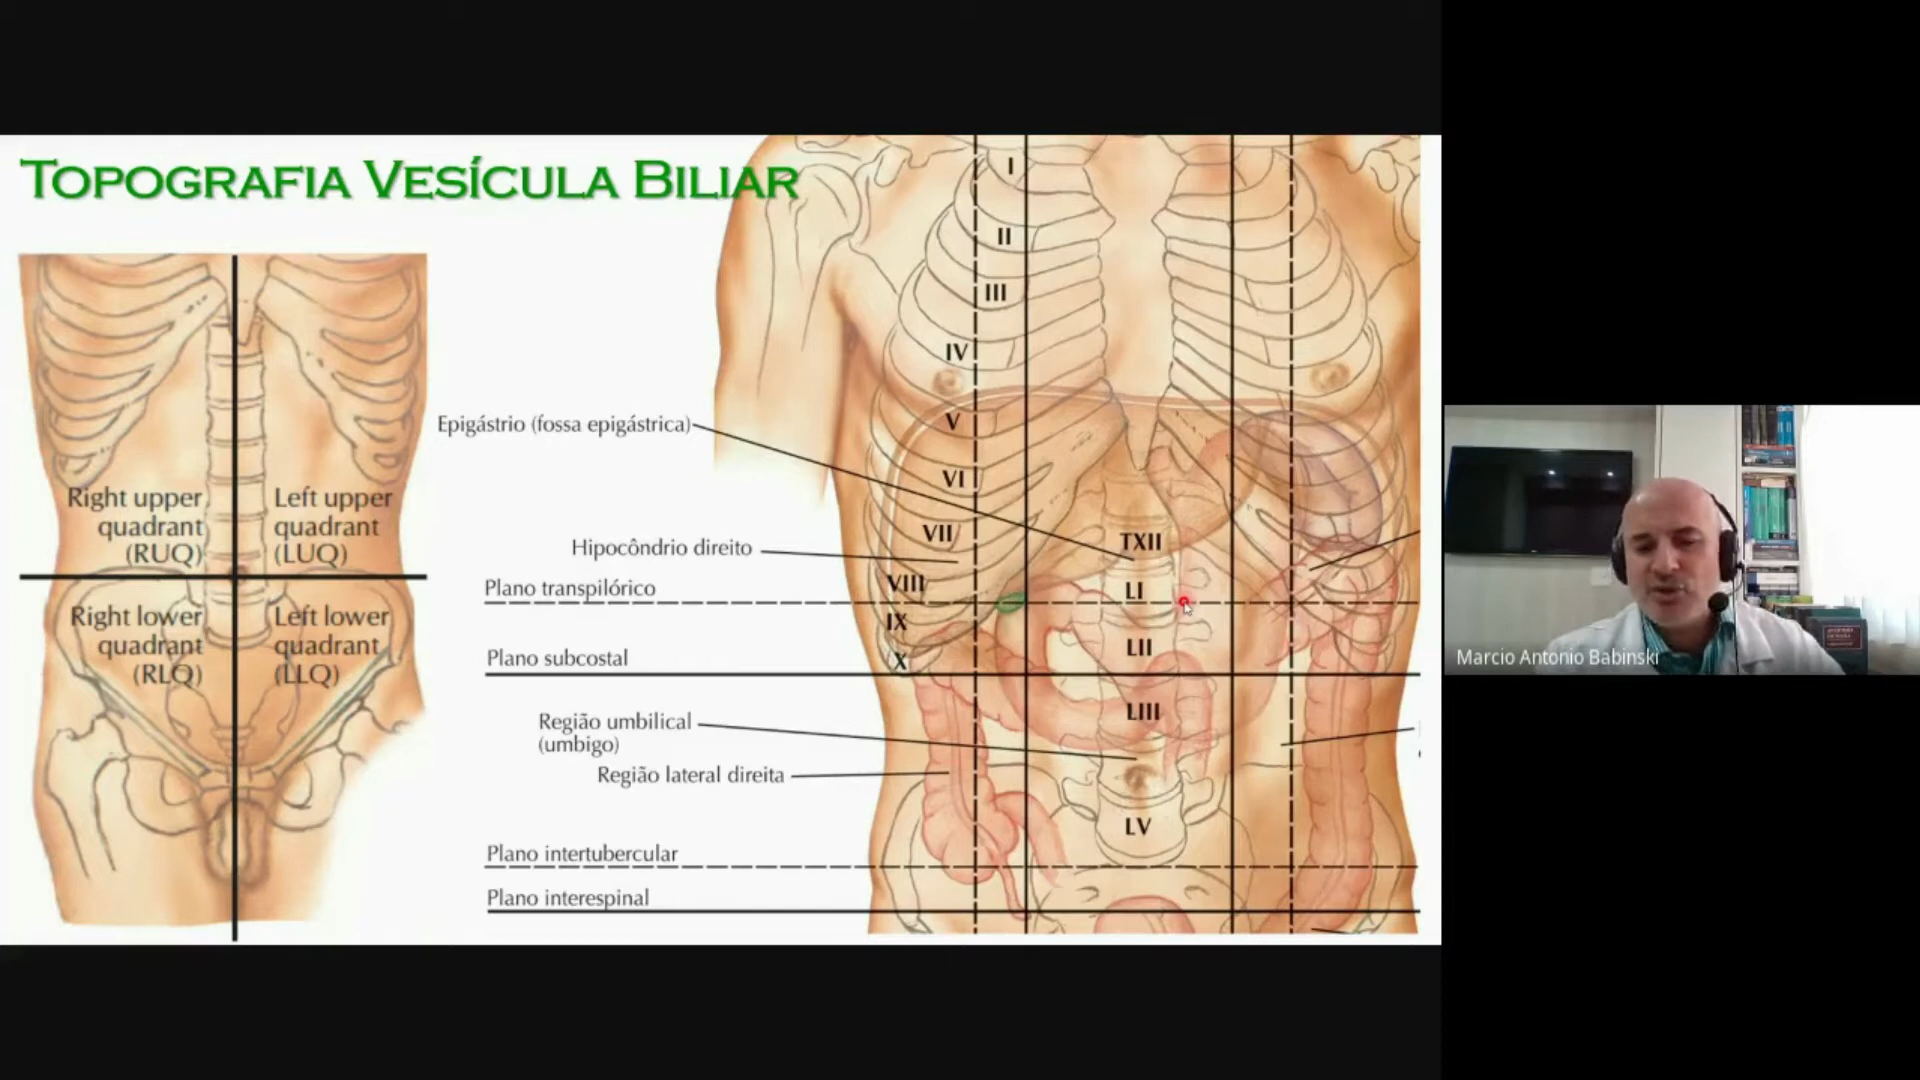 TOPOGRAFIA VESÍCULA BILIAR
Right upper
quadrant
(RUQ)
Left upper
quadrant
(LUQ)
Right lower
quadrant
(RLQ)
Left lower
quadrant
(LLQ)
Epigástrio (fossa epigástrica)
Hipocôndrio direito
Plano transpilórico
Plano subcostal
Região umbilical
(umbigo)
Região lateral direita
Plano intertubercular
Plano interespinal
I
II
III
IV
V
VI
VII
VIII
IX
X
TXII
LI
LII
LIII
LV
Marcio Antonio Babinski